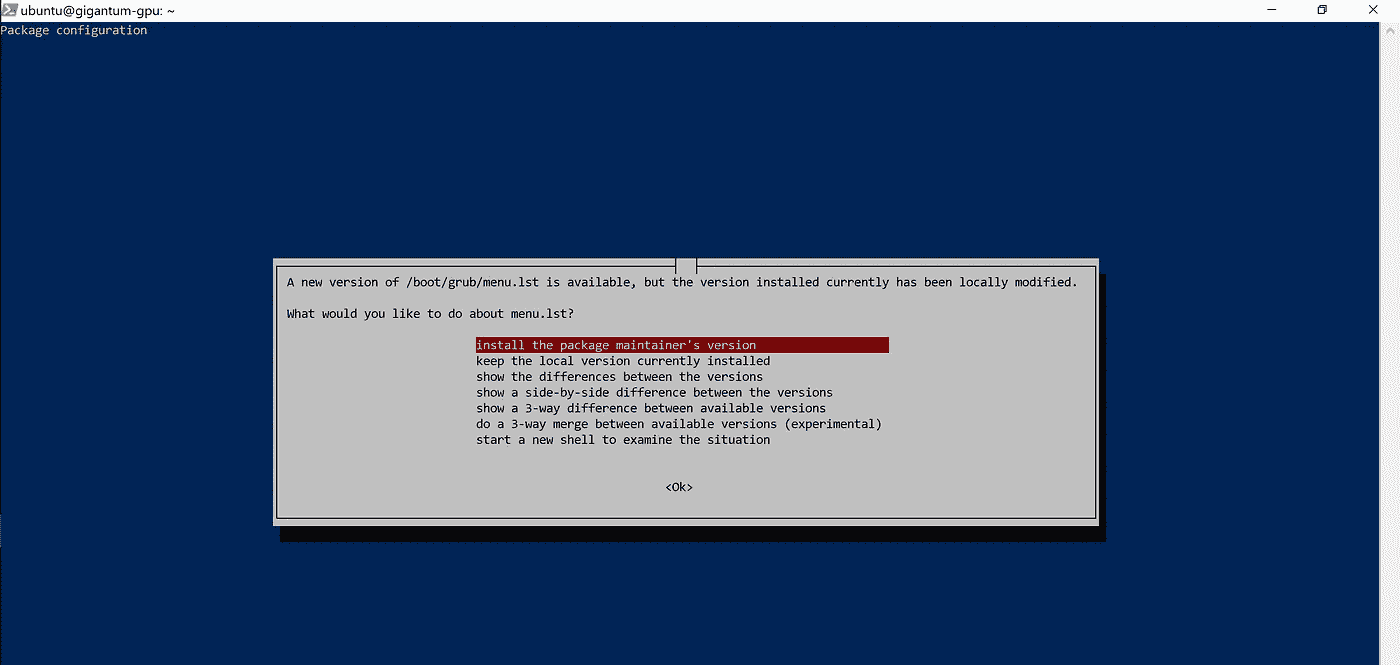 ubuntu@gigantum-gpu: ~
Package configuration
A new version of /boot/grub/menu.lst is available, but the version installed currently has been locally modified.
What would you like to do about menu.lst?
install the package maintainer's version
keep the local version currently installed
show the differences between the versions
show a side-by-side difference between the versions
show a 3-way difference between available versions
do a 3-way merge between available versions (experimental)
start a new shell to examine the situation
<Ok>